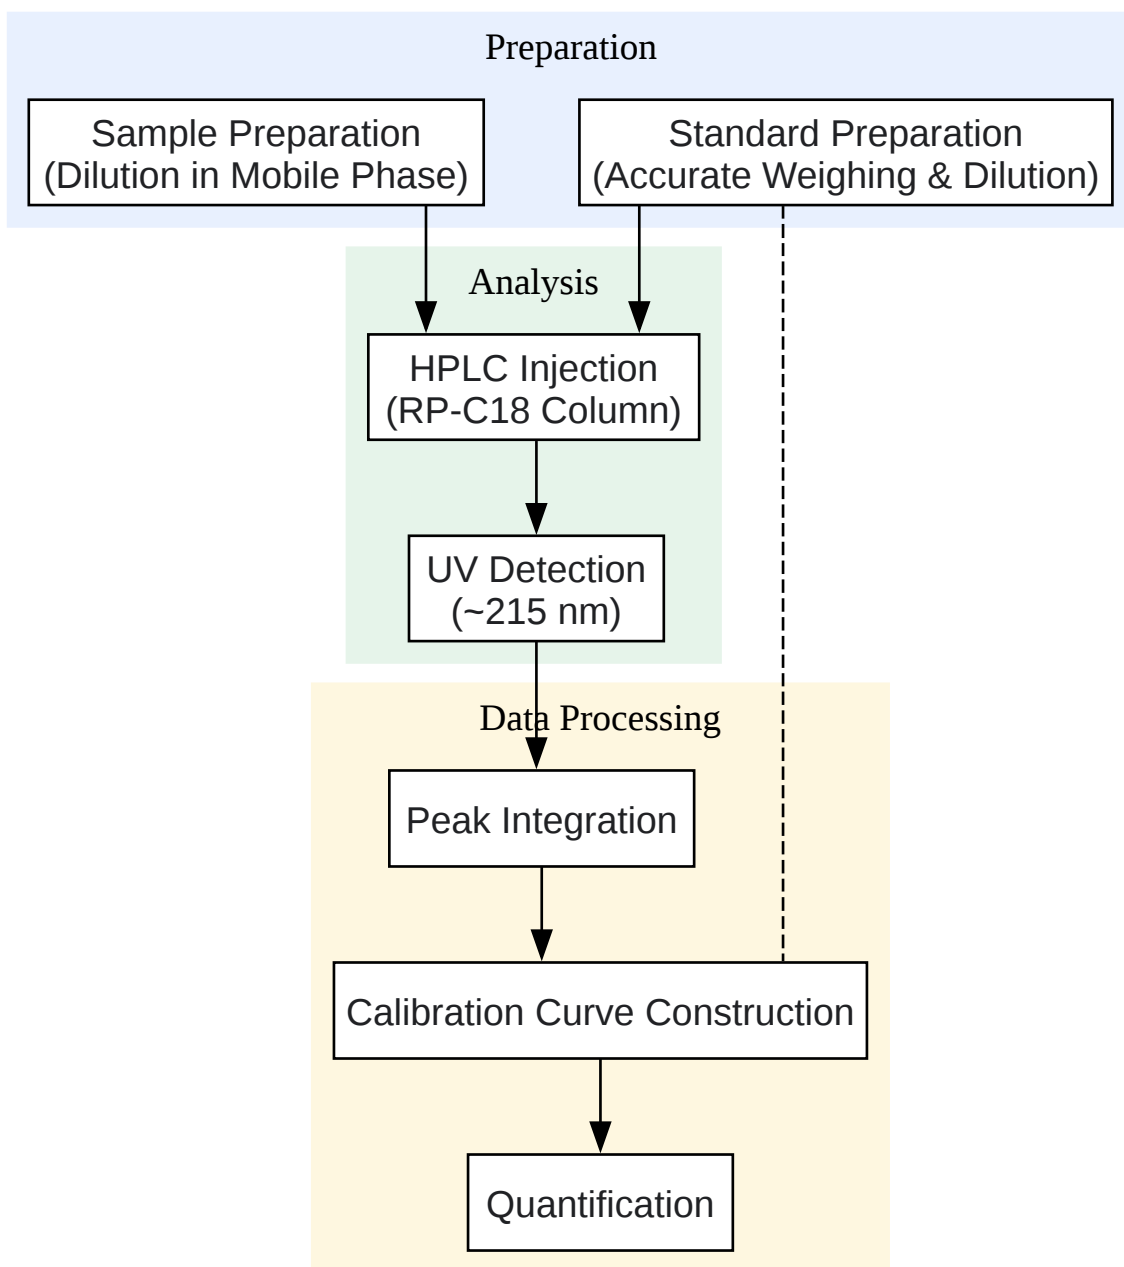 Preparation
Sample Preparation
(Dilution in Mobile Phase)
Standard Preparation
(Accurate Weighing & Dilution)
Analysis
HPLC Injection
(RP-C18 Column)
UV Detection
(~215 nm)
Data Processing
Peak Integration
Calibration Curve Construction
Quantification